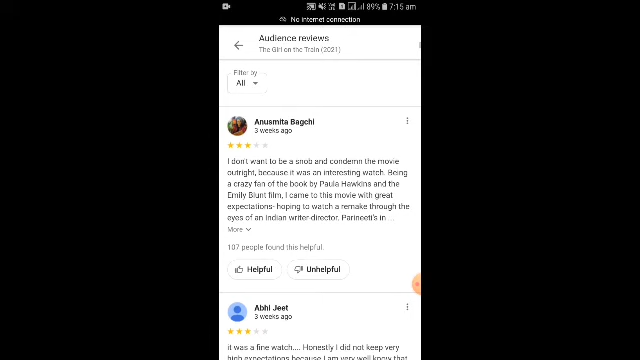 89% 7:15 am
No internet connection
Audience reviews
The Girl on the Train (2021)
Filter by
All
Anusmita Bagchi
3 weeks ago
I don't want to be a snob and condemn the movie
outright, because it was an interesting watch. Being
a crazy fan of the book by Paula Hawkins and the
Emily Blunt film, I came to this movie with great
expectations- hoping to watch a remake through the
eyes of an indian writer-director. Parineeti's in ...
More
107 people found this helpful.
Helpful Unhelpful
Abhi Jeet
3 weeks ago
it was a fine watch.... Honestly I did not keep very
high expectations because I am very well know that